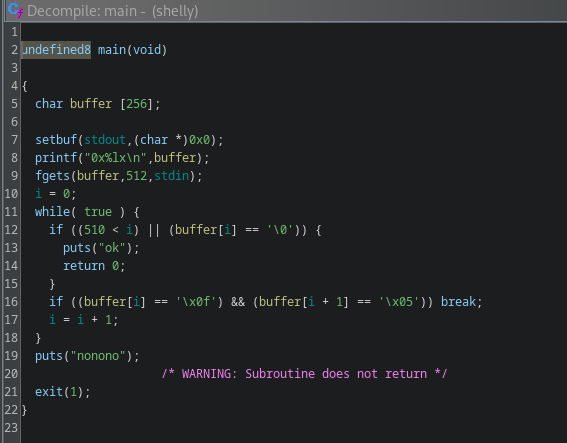 Decompile: main - (shelly)
1
2 undefined8 main(void)
3
4 {
5 char buffer [256];
6
7 setbuf(stdout,(char *)0x0);
8 printf("0x%lx\n",buffer);
9 fgets(buffer,512,stdin);
10 i = 0;
11 while( true ) {
12 if ((510 < i) || (buffer[i] == '\0')) {
13 puts("ok");
14 return 0;
15 }
16 if ((buffer[i] == '\x0f') && (buffer[i + 1] == '\x05')) break;
17 i = i + 1;
18 }
19 puts("nonono");
20 /* WARNING: Subroutine does not return */
21 exit(1);
22 }
23